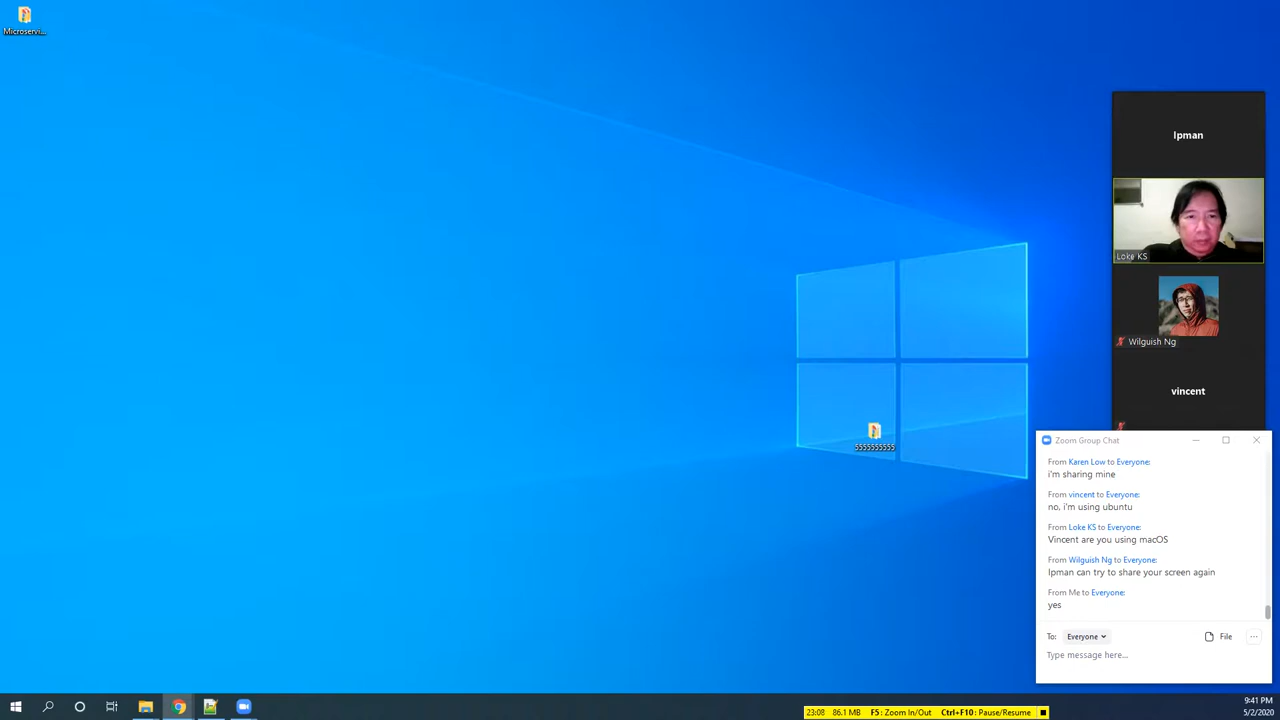 Microservi...
Ipman
Loke KS
Wilguish Ng
vincent
5555555555
Zoom Group Chat
From Karen Low to Everyone:
i'm sharing mine
From vincent to Everyone:
no, i'm using ubuntu
From Loke KS to Everyone:
Vincent are you using macOS
From Wilguish Ng to Everyone:
Ipman can try to share your screen again
From Me to Everyone:
yes
To: Everyone File ...
Type message here...
23:08 86.1 MB F5: Zoom In/Out Ctrl+F10: Pause/Resume
9:41 PM
5/2/2020